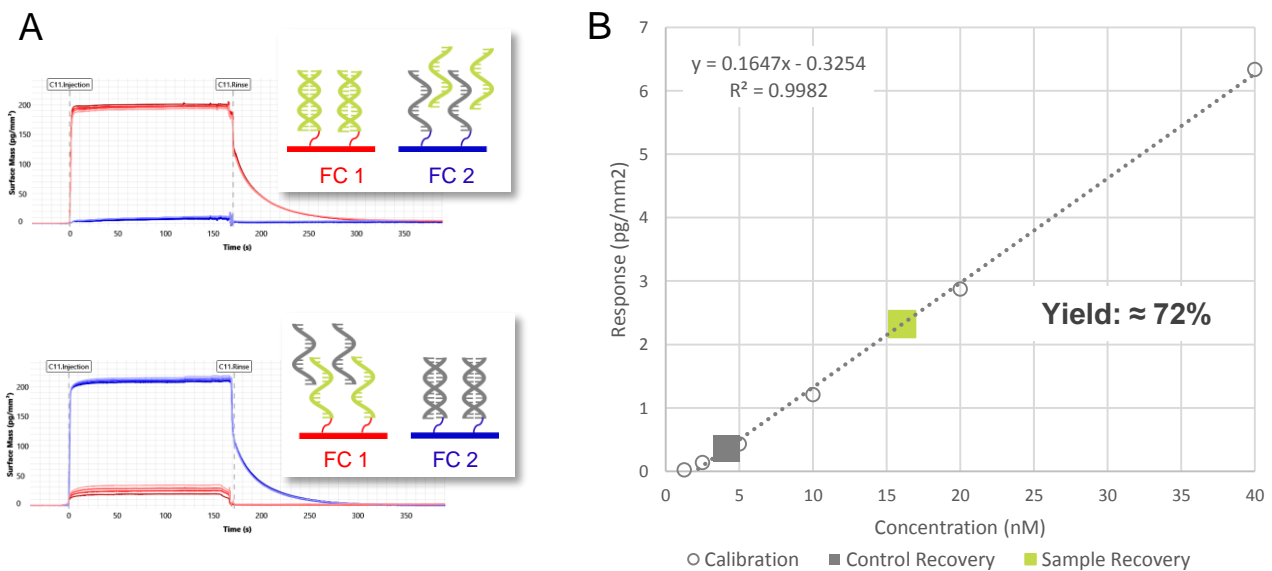 A
C11.Injection
C11.Rinse
Surface Mass (pg/mm²)
200
150
100
50
0
0 50 100 150 200 250 300 350
Time (s)
FC 1 FC 2
C11.Injection
C11.Rinse
Surface Mass (pg/mm²)
200
150
100
50
0
0 50 100 150 200 250 300 350
Time (s)
FC 1 FC 2
B
y = 0.1647x - 0.3254
R² = 0.9982
Response (pg/mm2)
7
6
5
4
3
2
1
0
Yield: ≈ 72%
0 5 10 15 20 25 30 35 40
Concentration (nM)
Calibration Control Recovery Sample Recovery